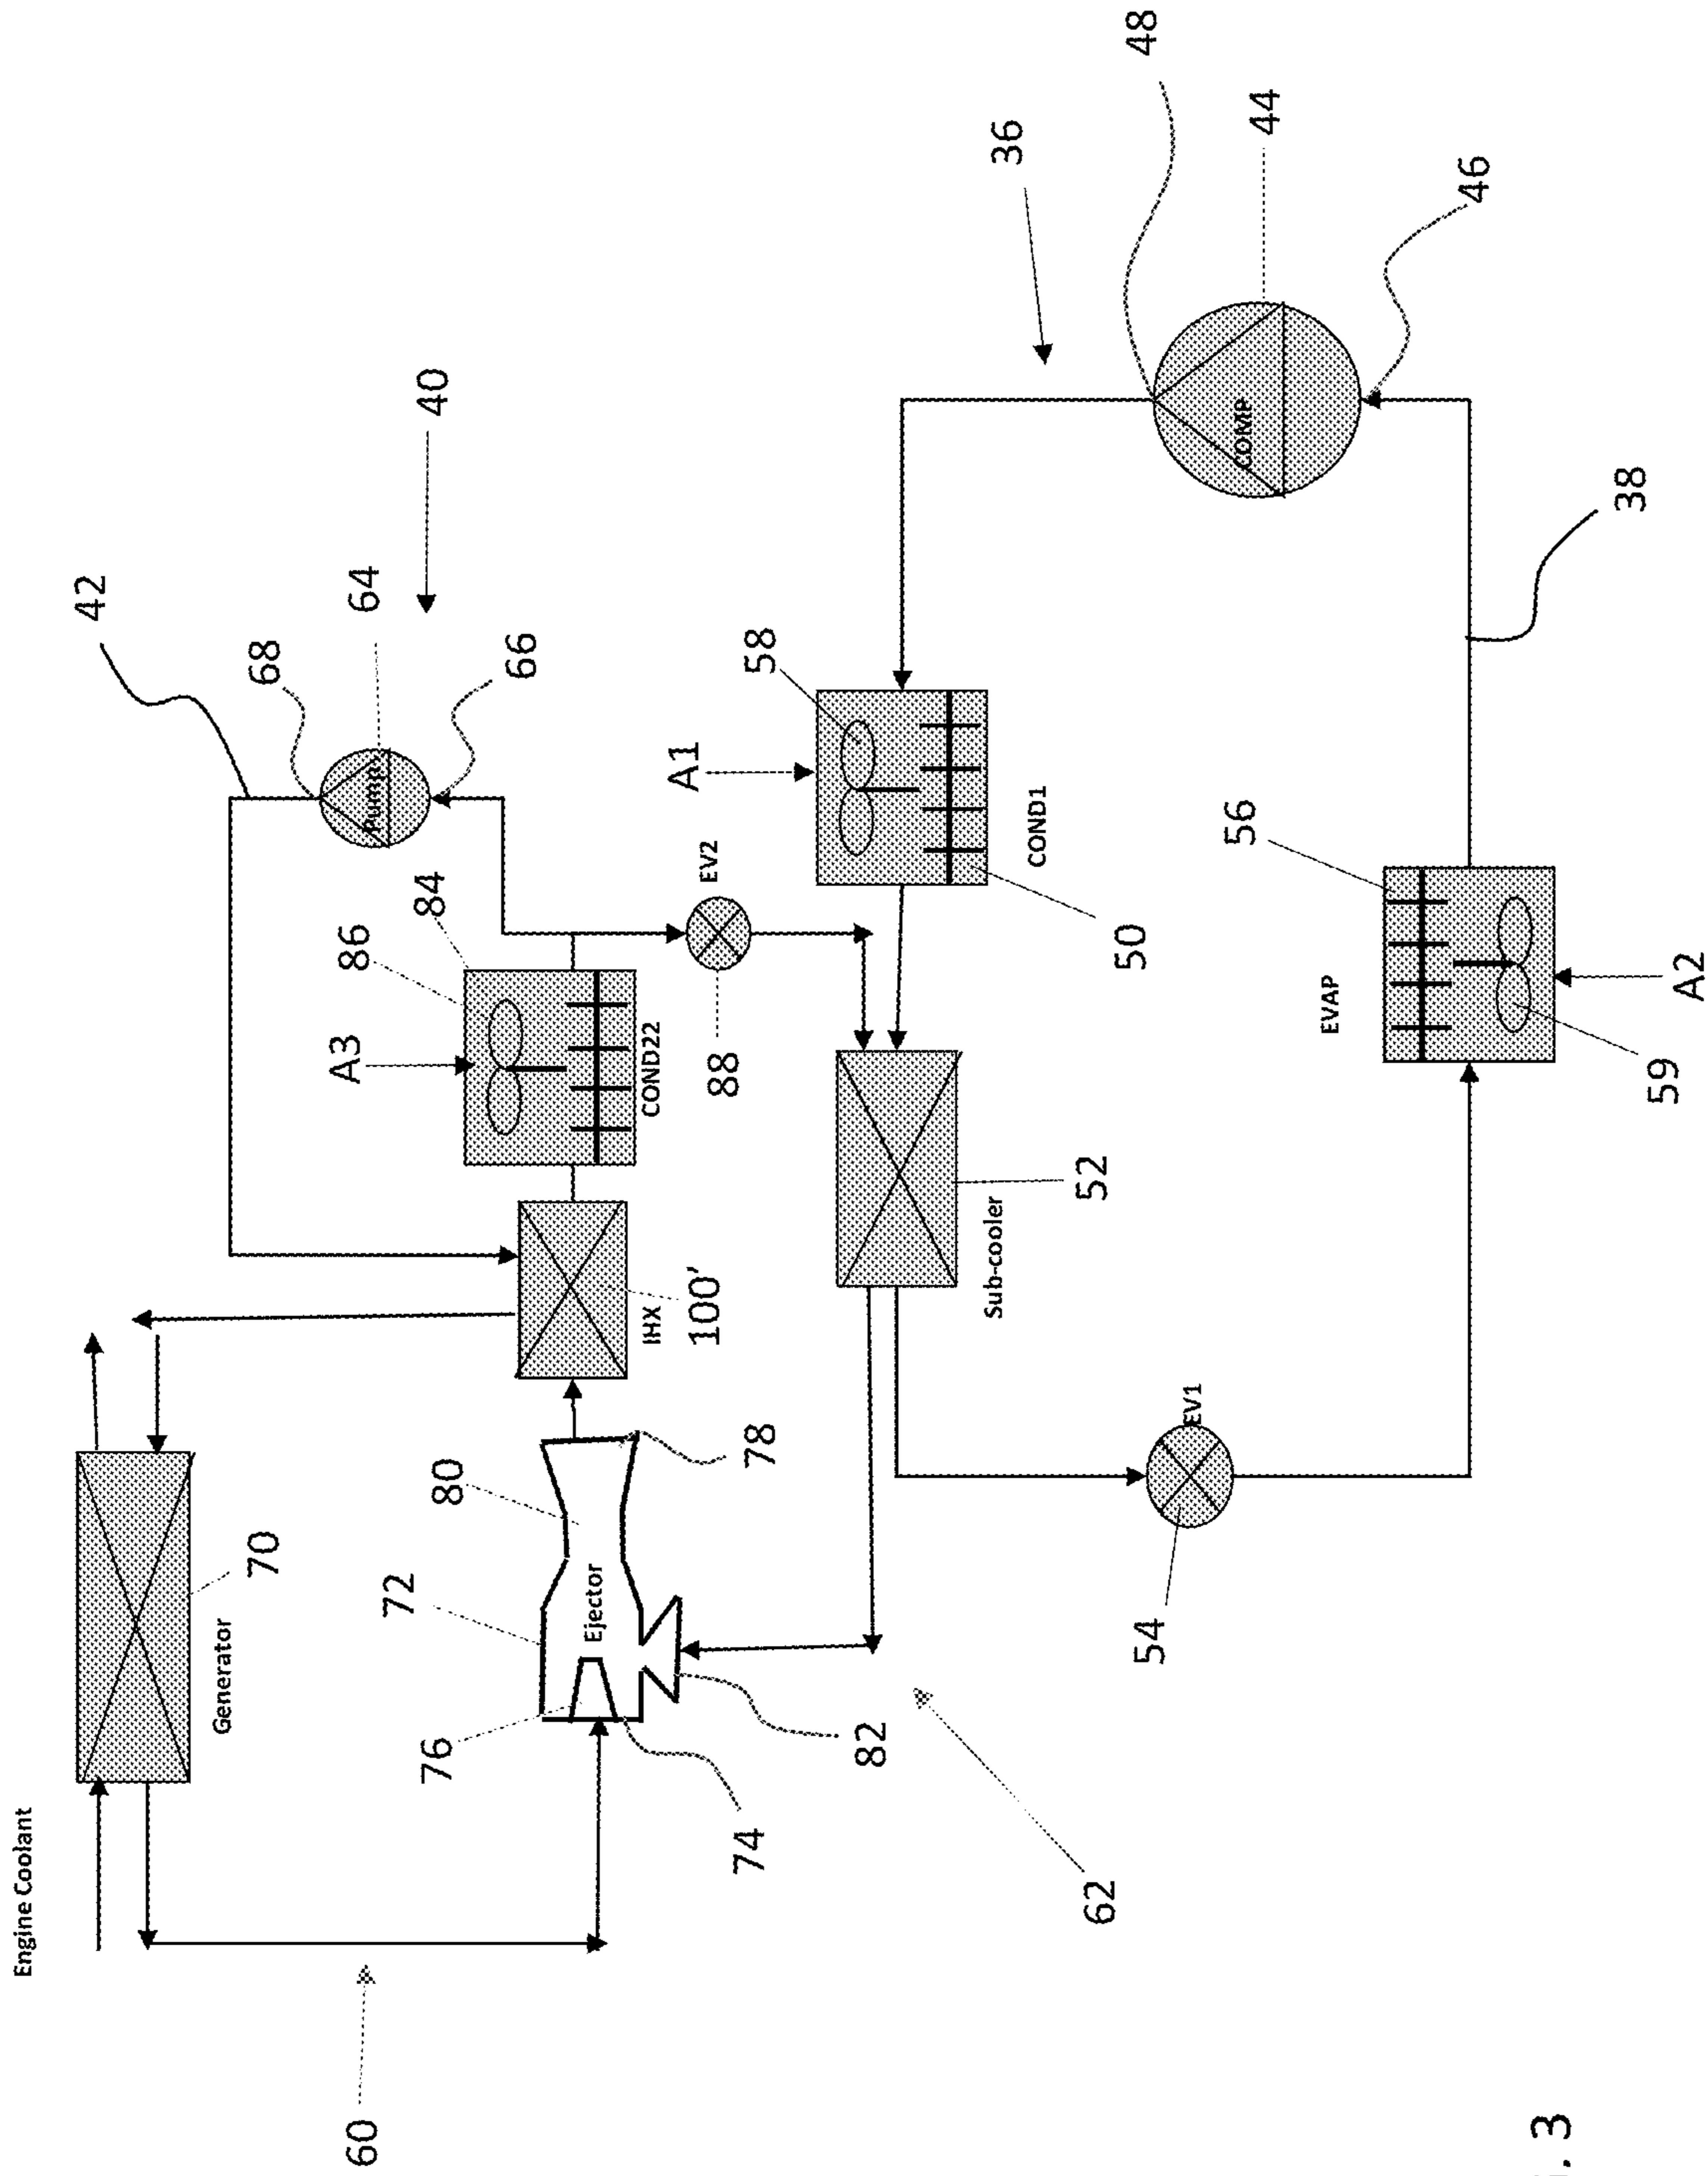 Engine Coolant
42
Generator
70
68
60
A3
86
64
Pump
72
84
40
76
80
66
Ejector
IHX
COND22
A1
100'
EV2
88
74
78
58
82
Sub-cooler
36
COND1
62
52
50
48
54
EV1
56
COMP
44
EVAP
46
. 3
38
59
A2